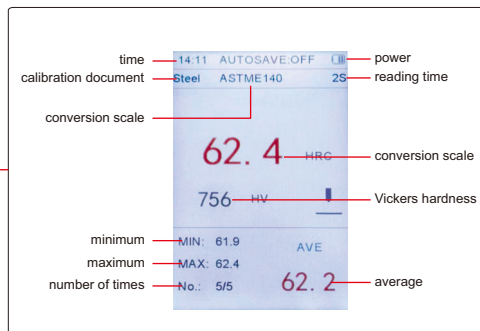 time 14:11 AUTOSAVE:OFF power
calibration document Steel ASTME140 2S reading time
conversion scale
62.4 HRC conversion scale
756 HV Vickers hardness
minimum MIN: 61.9 AVE
maximum MAX: 62.4
number of times No.: 5/5 62.2 average